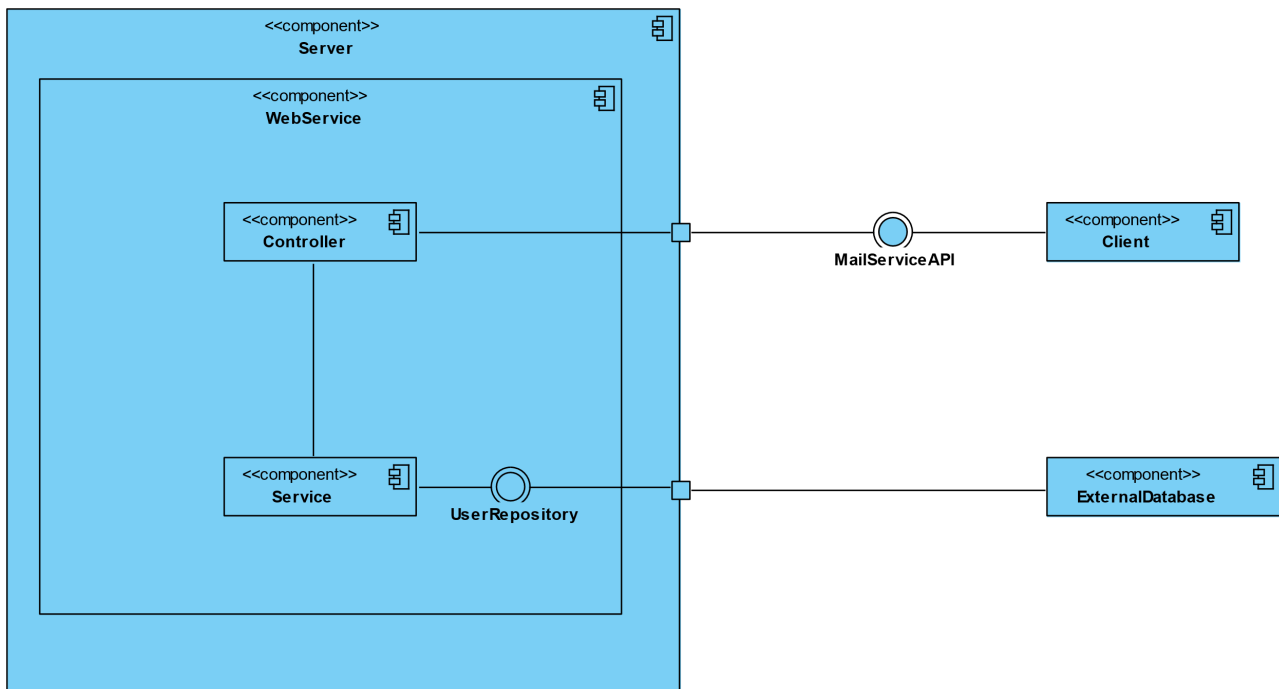 <<component>>
Server
<<component>>
WebService
<<component>>
Controller
MailServiceAPI
<<component>>
Client
<<component>>
Service
UserRepository
<<component>>
ExternalDatabase